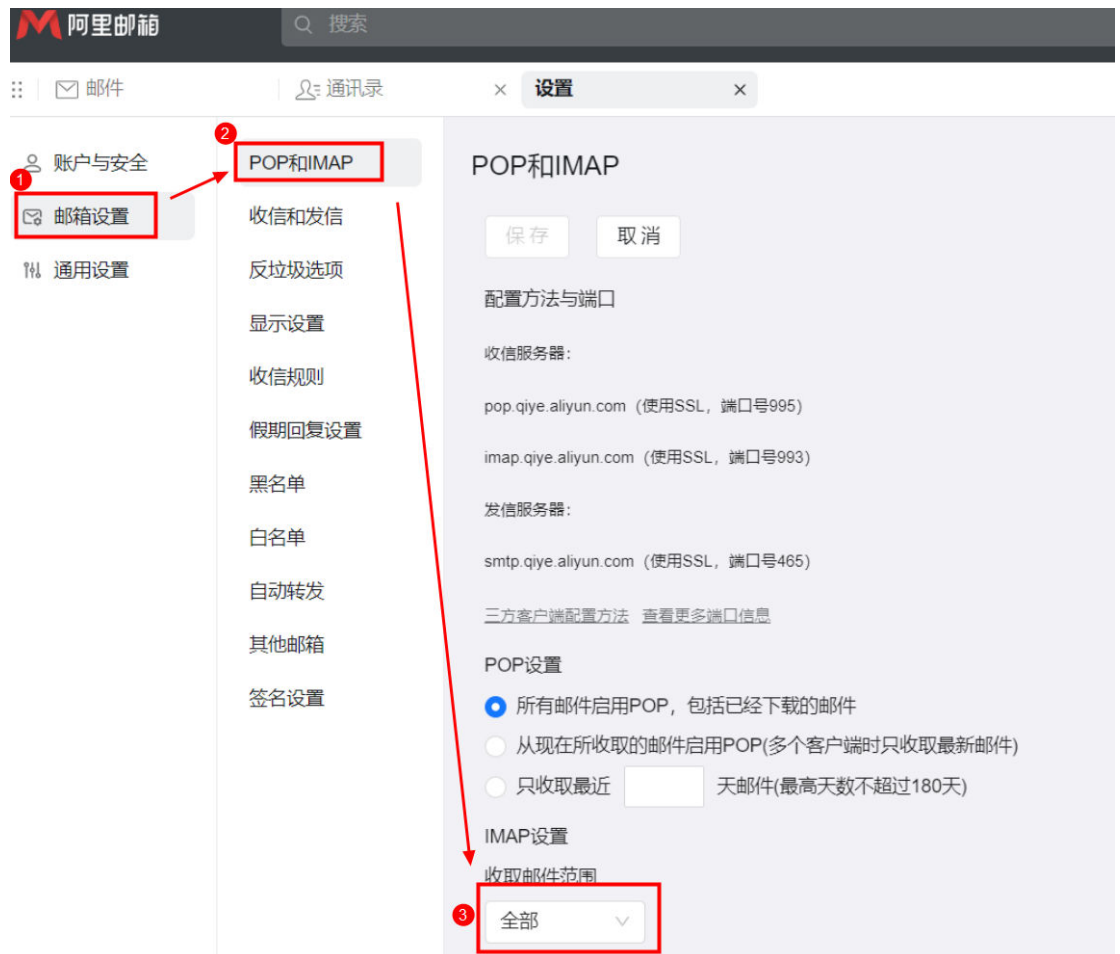 阿里邮箱
搜索
邮件
通讯录
设置
1
账户与安全
邮箱设置
通用设置
2
POP和IMAP
收信和发信
反垃圾选项
显示设置
收信规则
假期回复设置
黑名单
白名单
自动转发
其他邮箱
签名设置
POP和IMAP
保存 取消
配置方法与端口
收信服务器：
pop.qiye.aliyun.com（使用SSL，端口号995）
imap.qiye.aliyun.com（使用SSL，端口号993）
发信服务器：
smtp.qiye.aliyun.com（使用SSL，端口号465）
三方客户端配置方法 查看更多端口信息
POP设置
所有邮件启用POP，包括已经下载的邮件
从现在所收取的邮件启用POP(多个客户端时只收取最新邮件)
只收取最近 天邮件(最高天数不超过180天)
IMAP设置
收取邮件范围
3
全部